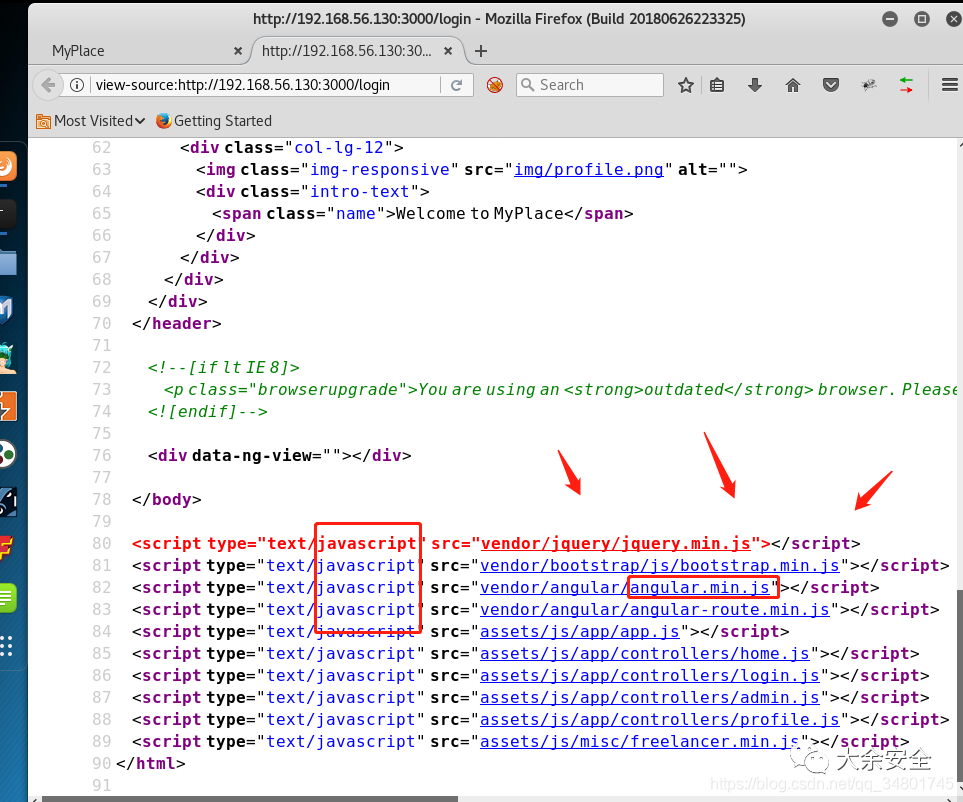 http://192.168.56.130:3000/login - Mozilla Firefox (Build 20180626223325)
MyPlace
http://192.168.56.130:30...
view-source:http://192.168.56.130:3000/login
Search
Most Visited
Getting Started
62 <div class="col-lg-12">
63 <img class="img-responsive" src="img/profile.png" alt="">
64 <div class="intro-text">
65 <span class="name">Welcome to MyPlace</span>
66 </div>
67 </div>
68 </div>
69 </div>
70 </header>
71
72 <!--[if lt IE 8]>
73 <p class="browserupgrade">You are using an <strong>outdated</strong> browser. Please
74 <![endif]-->
75
76 <div data-ng-view=""></div>
77
78 </body>
79
80 <script type="text/javascript" src="vendor/jquery/jquery.min.js"></script>
81 <script type="text/javascript" src="vendor/bootstrap/js/bootstrap.min.js"></script>
82 <script type="text/javascript" src="vendor/angular/angular.min.js"></script>
83 <script type="text/javascript" src="vendor/angular/angular-route.min.js"></script>
84 <script type="text/javascript" src="assets/js/app/app.js"></script>
85 <script type="text/javascript" src="assets/js/app/controllers/home.js"></script>
86 <script type="text/javascript" src="assets/js/app/controllers/login.js"></script>
87 <script type="text/javascript" src="assets/js/app/controllers/admin.js"></script>
88 <script type="text/javascript" src="assets/js/app/controllers/profile.js"></script>
89 <script type="text/javascript" src="assets/js/misc/freelancer.min.js"></script>
90 </html>
91
大余安全
https://blog.csdn.net/qq_34801745